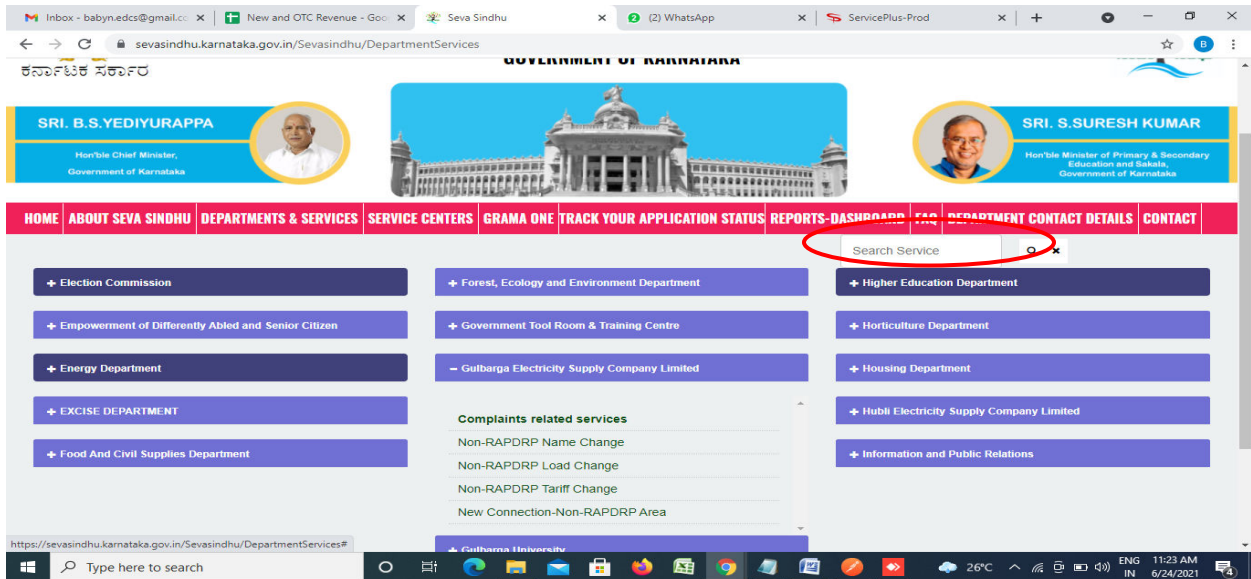 Inbox - babyn.edcs@gmail.co
New and OTC Revenue - Goo
Seva Sindhu
(2) WhatsApp
ServicePlus-Prod
sevasindhu.karnataka.gov.in/Sevasindhu/DepartmentServices
B
ಕರ್ನಾಟಕ ಸರ್ಕಾರ
GOVERNMENT OF KARNATAKA
SRI. B.S.YEDIYURAPPA
Hon'ble Chief Minister,
Government of Karnataka
SRI. S.SURESH KUMAR
Hon'ble Minister of Primary & Secondary
Education and Sakala,
Government of Karnataka
HOME ABOUT SEVA SINDHU DEPARTMENTS & SERVICES SERVICE CENTERS GRAMA ONE TRACK YOUR APPLICATION STATUS REPORTS-DASHBOARD FAQ DEPARTMENT CONTACT DETAILS CONTACT
Search Service
+ Election Commission
+ Empowerment of Differently Abled and Senior Citizen
+ Energy Department
+ EXCISE DEPARTMENT
+ Food And Civil Supplies Department
+ Forest, Ecology and Environment Department
+ Government Tool Room & Training Centre
– Gulbarga Electricity Supply Company Limited
Complaints related services
Non-RAPDRP Name Change
Non-RAPDRP Load Change
Non-RAPDRP Tariff Change
New Connection-Non-RAPDRP Area
+ Gulbarga University
+ Higher Education Department
+ Horticulture Department
+ Housing Department
+ Hubli Electricity Supply Company Limited
+ Information and Public Relations
https://sevasindhu.karnataka.gov.in/Sevasindhu/DepartmentServices#
Type here to search
26°C
ENG
IN
11:23 AM
6/24/2021
4